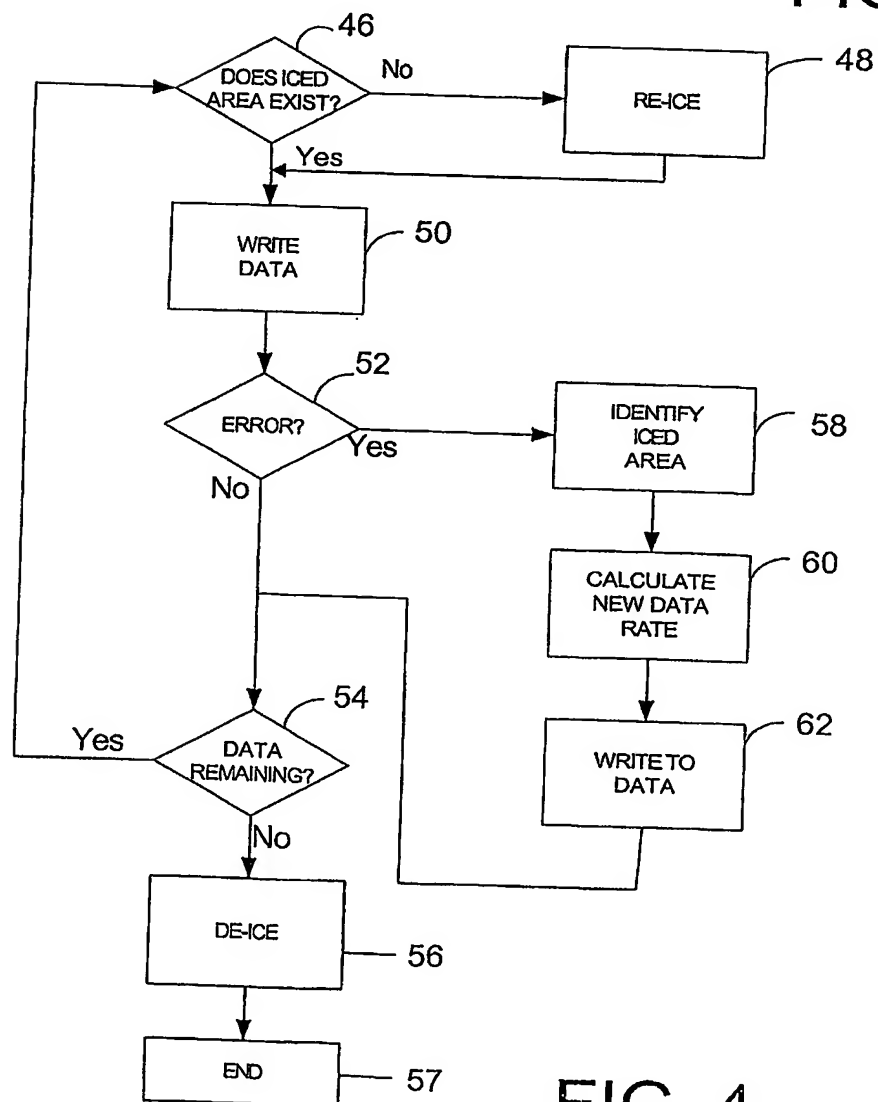 FIG
46
DOES ICED
AREA EXIST?
No
48
RE-ICE
Yes
WRITE
DATA
50
52
ERROR?
Yes
No
IDENTIFY
ICED
AREA
58
CALCULATE
NEW DATA
RATE
60
54
DATA
REMAINING?
Yes
No
WRITE TO
DATA
62
DE-ICE
56
END
57
FIG. 4